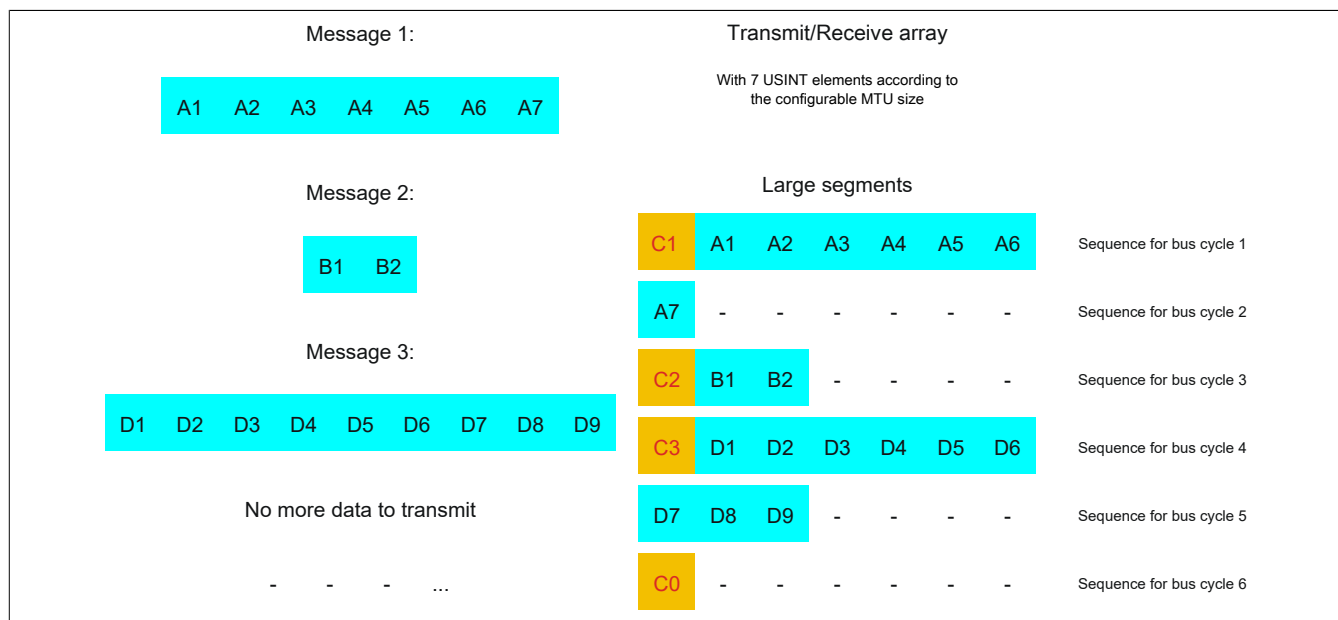 Message 1:
A1 A2 A3 A4 A5 A6 A7
Message 2:
B1 B2
Message 3:
D1 D2 D3 D4 D5 D6 D7 D8 D9
No more data to transmit
- - - ...
Transmit/Receive array
With 7 USINT elements according to
the configurable MTU size
Large segments
C1 A1 A2 A3 A4 A5 A6 Sequence for bus cycle 1
A7 - - - - - - Sequence for bus cycle 2
C2 B1 B2 - - - - Sequence for bus cycle 3
C3 D1 D2 D3 D4 D5 D6 Sequence for bus cycle 4
D7 D8 D9 - - - - Sequence for bus cycle 5
C0 - - - - - - Sequence for bus cycle 6